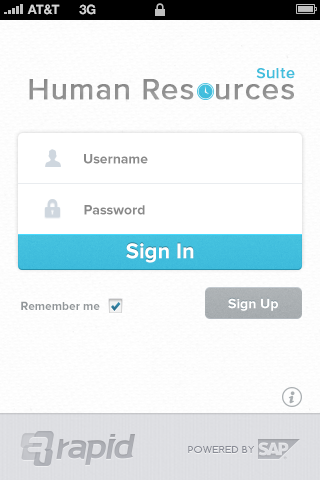 AT&T 3G
Suite
Human Resources
Username
Password
Sign In
Remember me
Sign Up
rapid
POWERED BY SAP